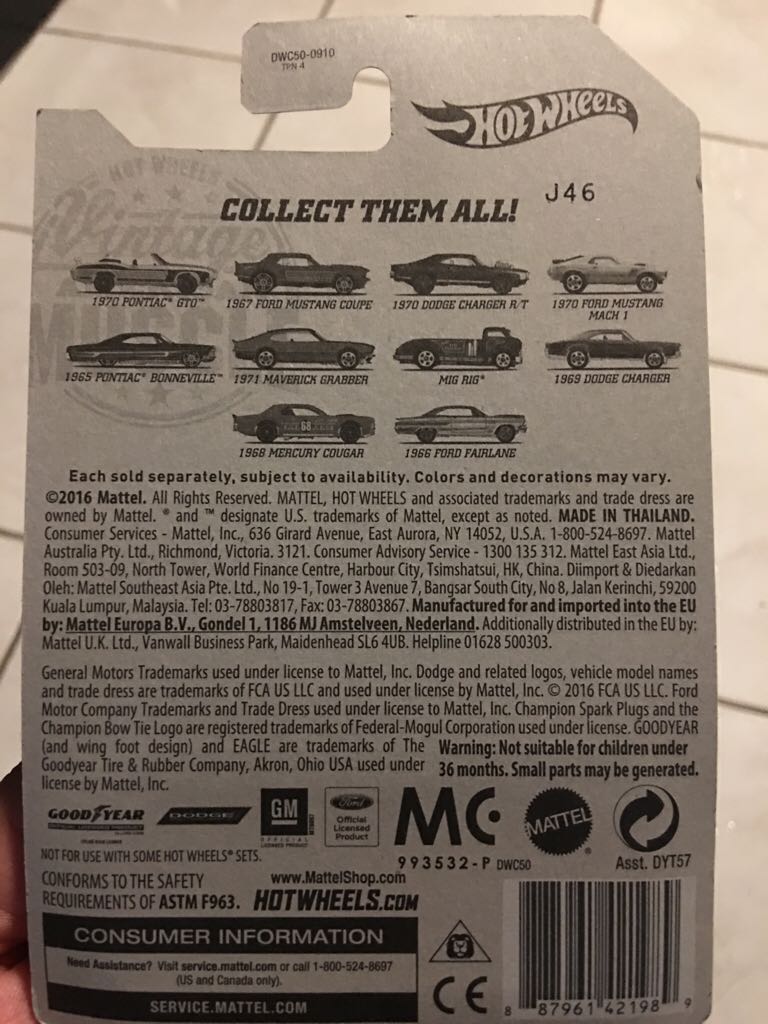 DWC50-0910
TPN 4
HOT WHEELS
J46
HOT WHEELS
Vintage
COLLECT THEM ALL!
1970 PONTIAC® GTO™ 1967 FORD MUSTANG COUPE 1970 DODGE CHARGER R/T 1970 FORD MUSTANG
MACH 1
1965 PONTIAC® BONNEVILLE™ 1971 MAVERICK GRABBER MIG RIG® 1969 DODGE CHARGER
68
1968 MERCURY COUGAR 1966 FORD FAIRLANE
Each sold separately, subject to availability. Colors and decorations may vary.
©2016 Mattel. All Rights Reserved. MATTEL, HOT WHEELS and associated trademarks and trade dress are
owned by Mattel. ® and ™ designate U.S. trademarks of Mattel, except as noted. MADE IN THAILAND.
Consumer Services - Mattel, Inc., 636 Girard Avenue, East Aurora, NY 14052, U.S.A. 1-800-524-8697. Mattel
Australia Pty. Ltd., Richmond, Victoria. 3121. Consumer Advisory Service - 1300 135 312. Mattel East Asia Ltd.,
Room 503-09, North Tower, World Finance Centre, Harbour City, Tsimshatsui, HK, China. Diimport & Diedarkan
Oleh: Mattel Southeast Asia Pte. Ltd., No 19-1, Tower 3 Avenue 7, Bangsar South City, No 8, Jalan Kerinchi, 59200
Kuala Lumpur, Malaysia. Tel: 03-78803817, Fax: 03-78803867. Manufactured for and imported into the EU
by: Mattel Europa B.V., Gondel 1, 1186 MJ Amstelveen, Nederland. Additionally distributed in the EU by:
Mattel U.K. Ltd., Vanwall Business Park, Maidenhead SL6 4UB. Helpline 01628 500303.
General Motors Trademarks used under license to Mattel, Inc. Dodge and related logos, vehicle model names
and trade dress are trademarks of FCA US LLC and used under license by Mattel, Inc. © 2016 FCA US LLC. Ford
Motor Company Trademarks and Trade Dress used under license to Mattel, Inc. Champion Spark Plugs and the
Champion Bow Tie Logo are registered trademarks of Federal-Mogul Corporation used under license. GOODYEAR
(and wing foot design) and EAGLE are trademarks of The
Goodyear Tire & Rubber Company, Akron, Ohio USA used under
license by Mattel, Inc.
Warning: Not suitable for children under
36 months. Small parts may be generated.
GOODYEAR
DODGE
GM
OFFICIAL
LICENSED PRODUCT
Ford
Official
Licensed
Product
MC
MATTEL
993532-P DWC50
Asst. DYT57
NOT FOR USE WITH SOME HOT WHEELS® SETS.
CONFORMS TO THE SAFETY
REQUIREMENTS OF ASTM F963.
www.MattelShop.com
HOTWHEELS.COM
CONSUMER INFORMATION
Need Assistance? Visit service.mattel.com or call 1-800-524-8697
(US and Canada only).
SERVICE.MATTEL.COM
CE
8 87961 42198 9